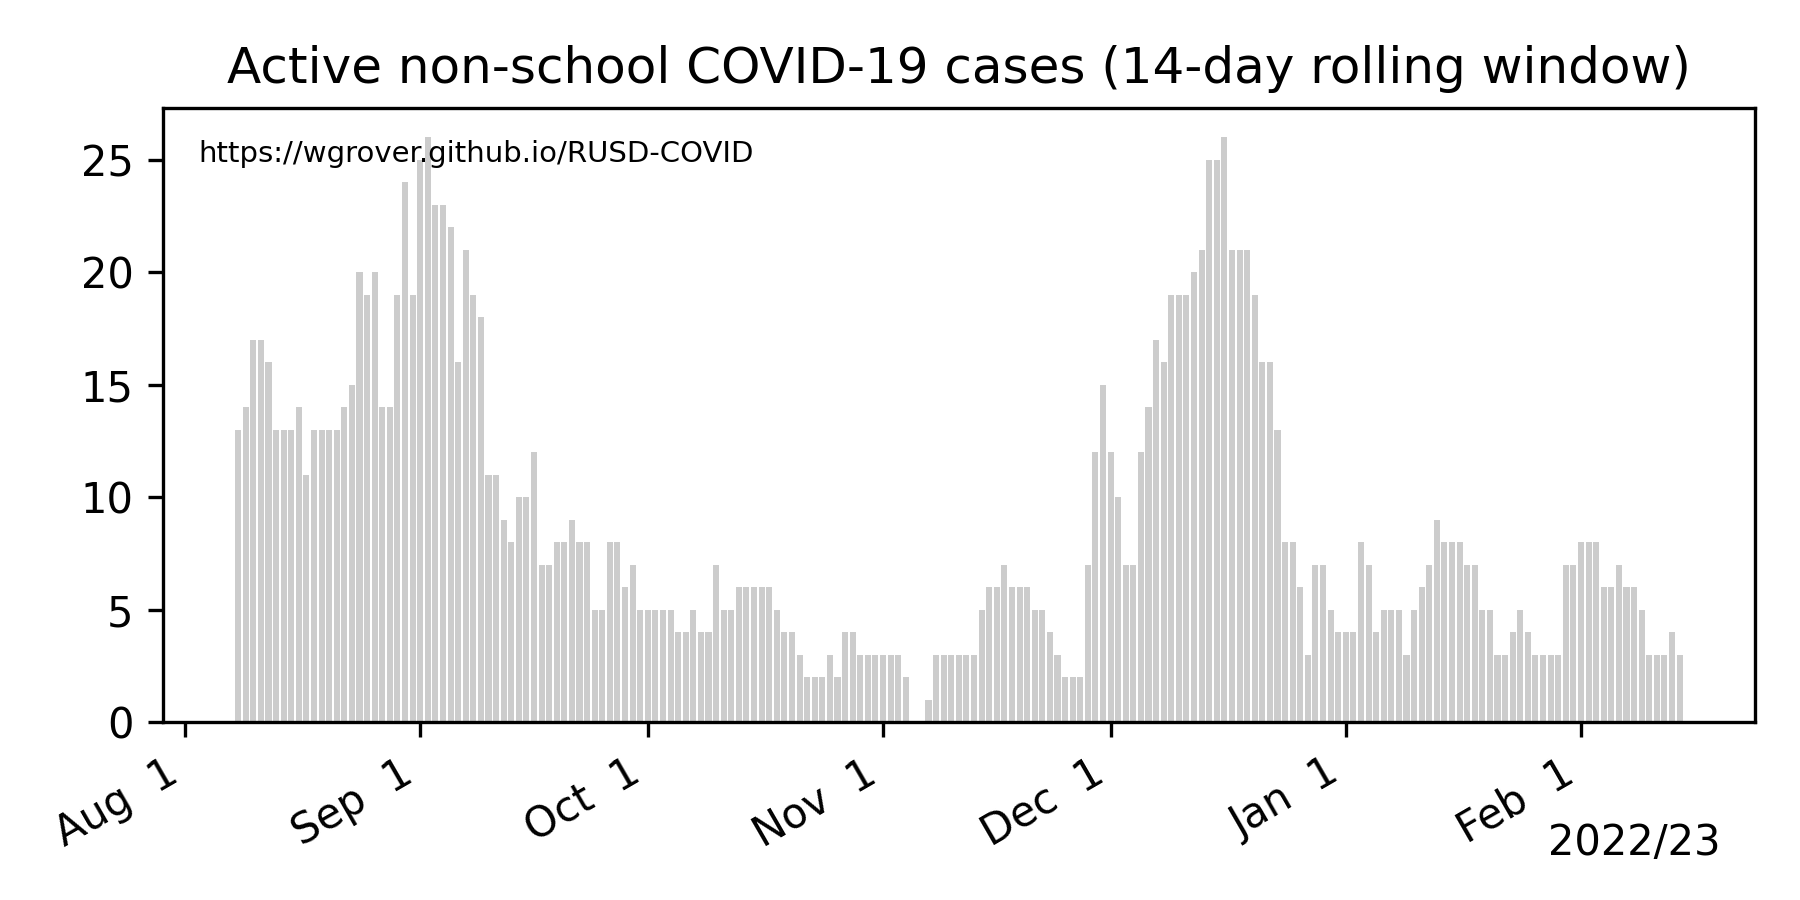 Active non-school COVID-19 cases (14-day rolling window)
https://wgrover.github.io/RUSD-COVID
25
20
15
10
5
0
Aug 1
Sep 1
Oct 1
Nov 1
Dec 1
Jan 1
Feb 1
2022/23